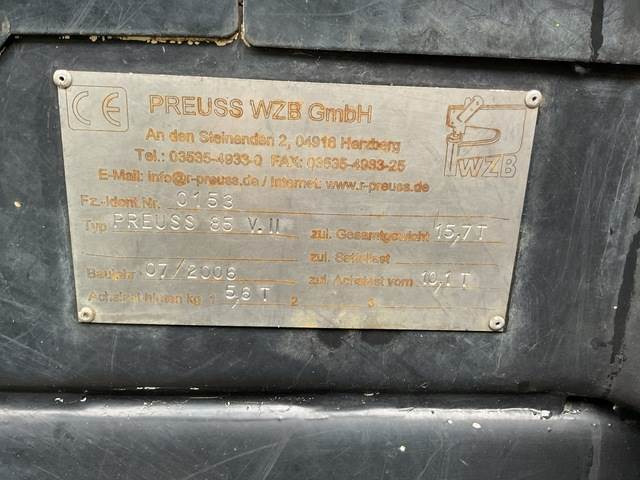 CE
PREUSS WZB GmbH
An den Steinenden 2, 04916 Herzberg
Tel.: 03535-4933-0 FAX: 03535-4933-25
E-Mail: info@r-preuss.de / Internet: www.r-preuss.de
WZB
Fz.-Ident.Nr. 0153
Typ PREUSS 85 V.II
zul. Gesamtgewicht 15,7T
zul. Sattellast
Baujahr 07/2006
zul. Achslast vorn 10,1 T
Achslast hinten kg 1 5,6 T 2 3